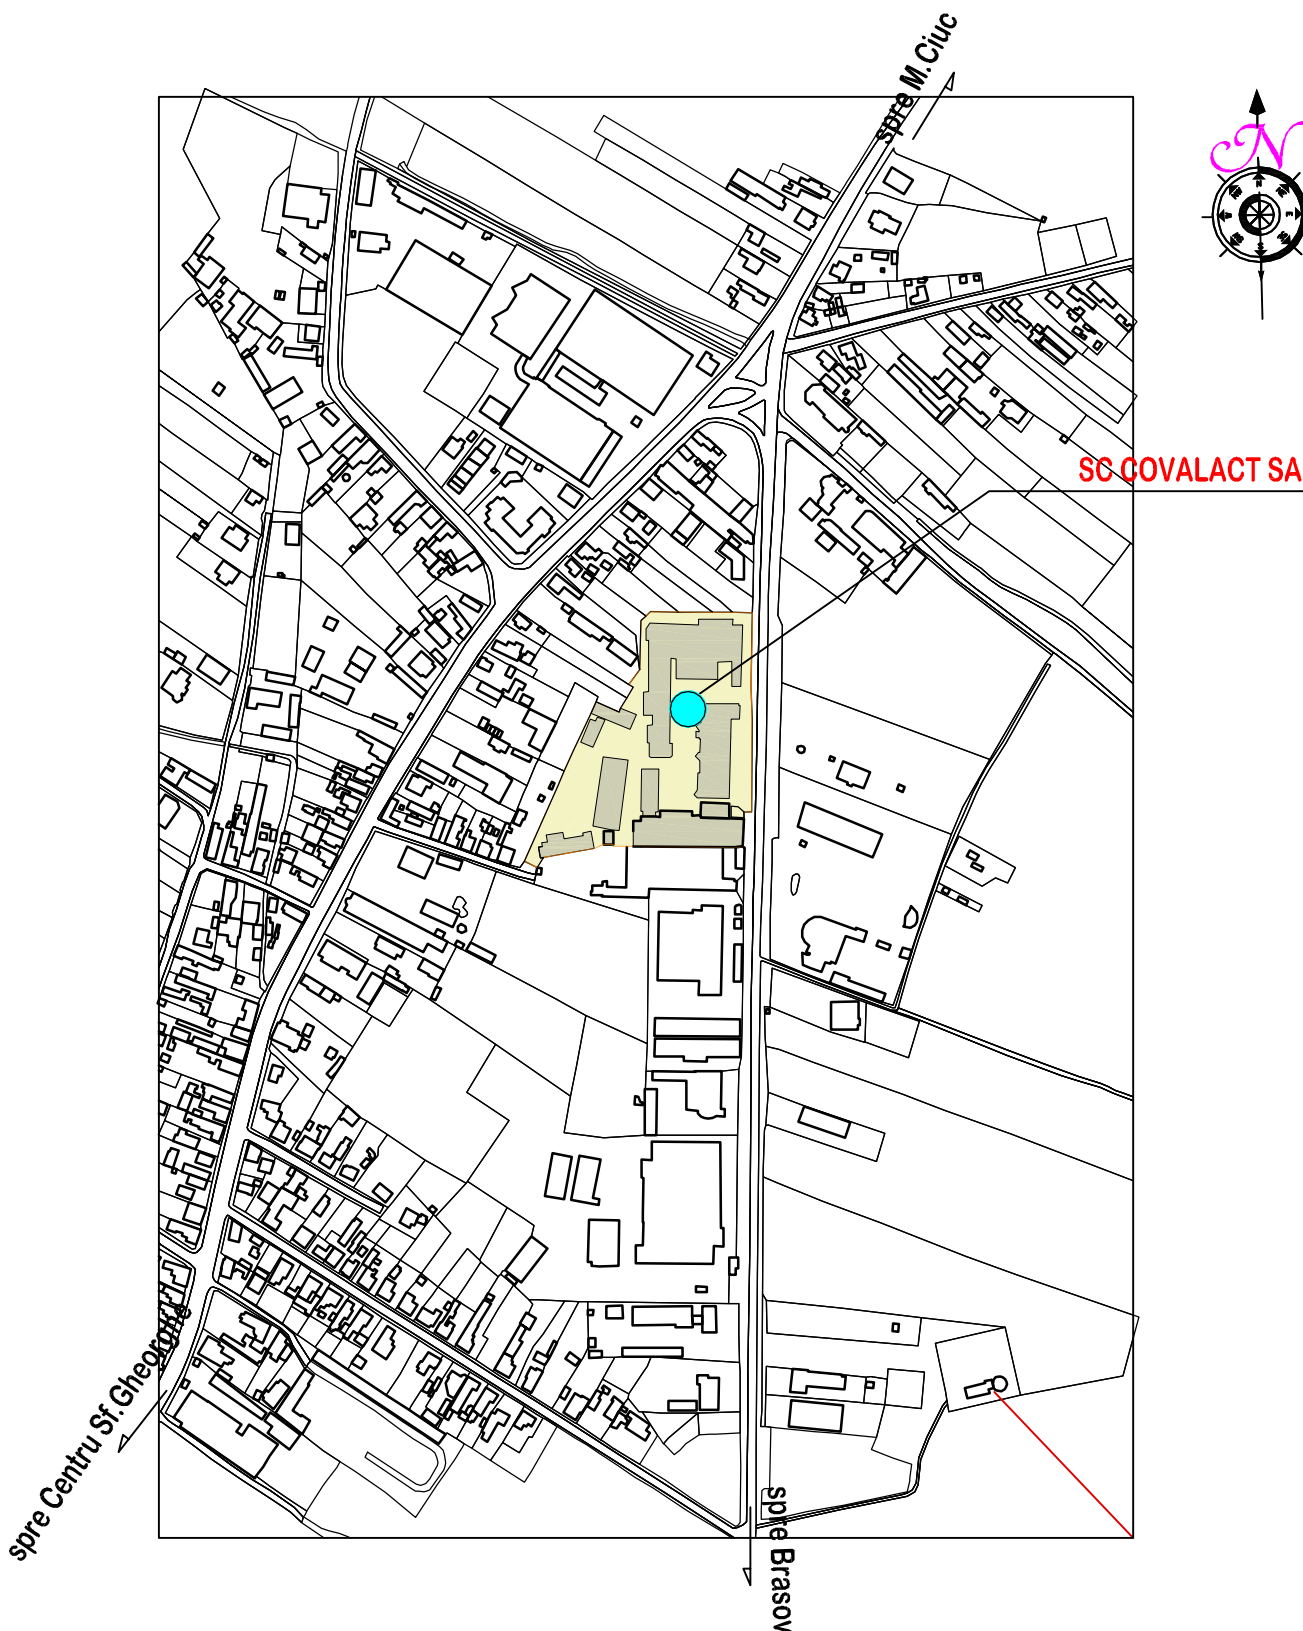 spre M.Ciuc
N
SC COVALACT SA
spre Centru Sf.Gheorghe
spre Brasov